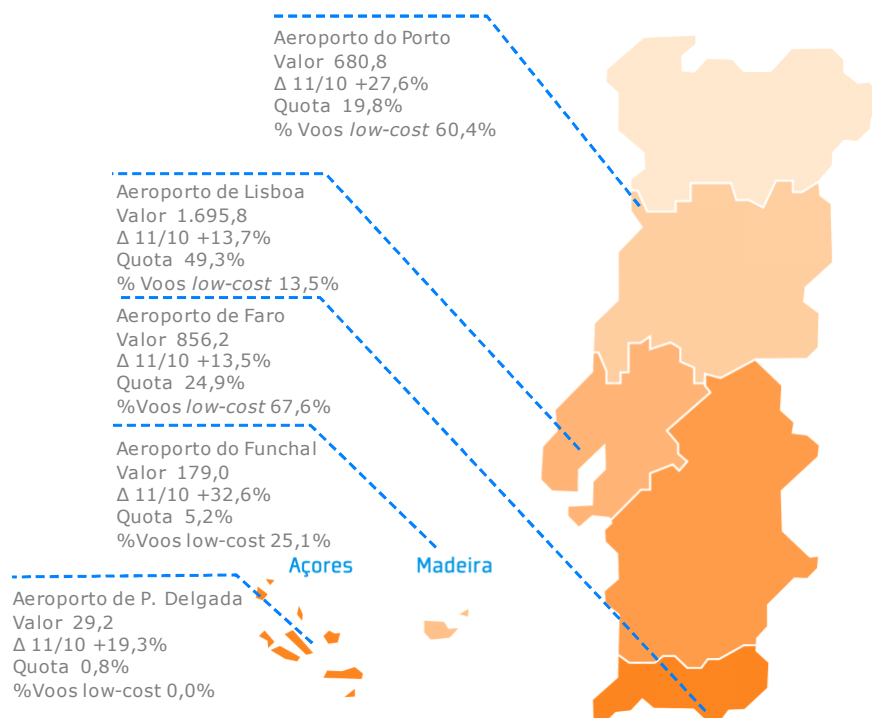 Aeroporto do Porto
Valor 680,8
Δ 11/10 +27,6%
Quota 19,8%
% Voos low-cost 60,4%
Aeroporto de Lisboa
Valor 1.695,8
Δ 11/10 +13,7%
Quota 49,3%
% Voos low-cost 13,5%
Aeroporto de Faro
Valor 856,2
Δ 11/10 +13,5%
Quota 24,9%
%Voos low-cost 67,6%
Aeroporto do Funchal
Valor 179,0
Δ 11/10 +32,6%
Quota 5,2%
%Voos low-cost 25,1%
Açores
Madeira
Aeroporto de P. Delgada
Valor 29,2
Δ 11/10 +19,3%
Quota 0,8%
%Voos low-cost 0,0%